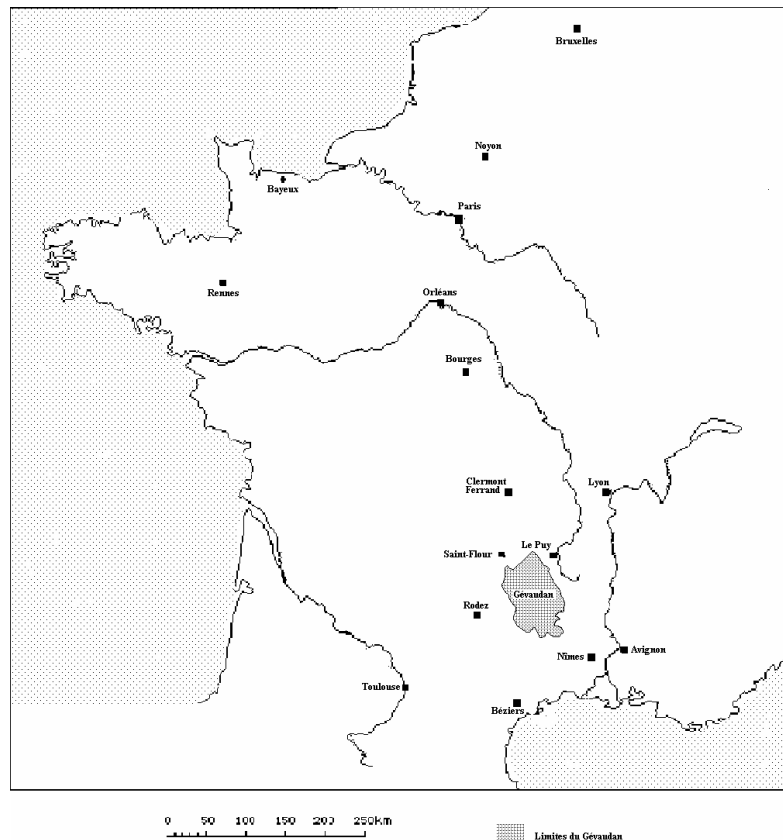 Bruxelles
Noyon
Bayeux
Paris
Rennes
Orléans
Bourges
Clermont
Ferrand
Lyon
Saint-Flour
Le Puy
Gévaudan
Rodez
Nîmes
Avignon
Toulouse
Béziers
0 50 100 150 200 250km
Limites du Gévaudan